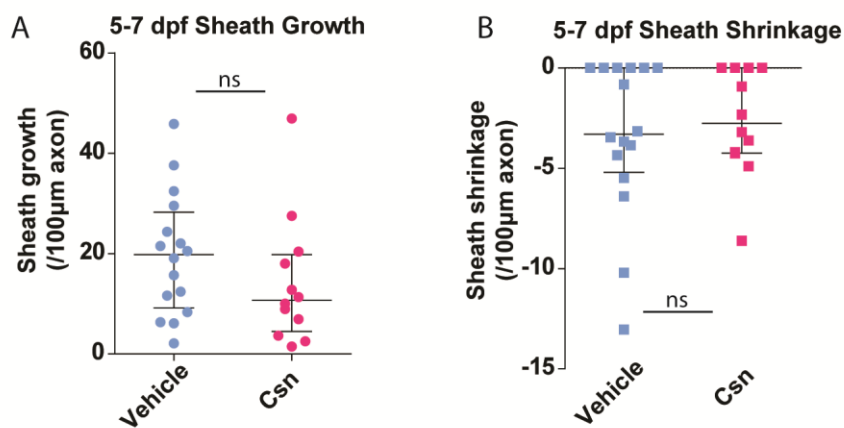 A
5-7 dpf Sheath Growth
Sheath growth
(/100µm axon)
60
40
20
0
ns
Vehicle
Csn
B
5-7 dpf Sheath Shrinkage
Sheath shrinkage
(/100µm axon)
0
-5
-10
-15
ns
Vehicle
Csn